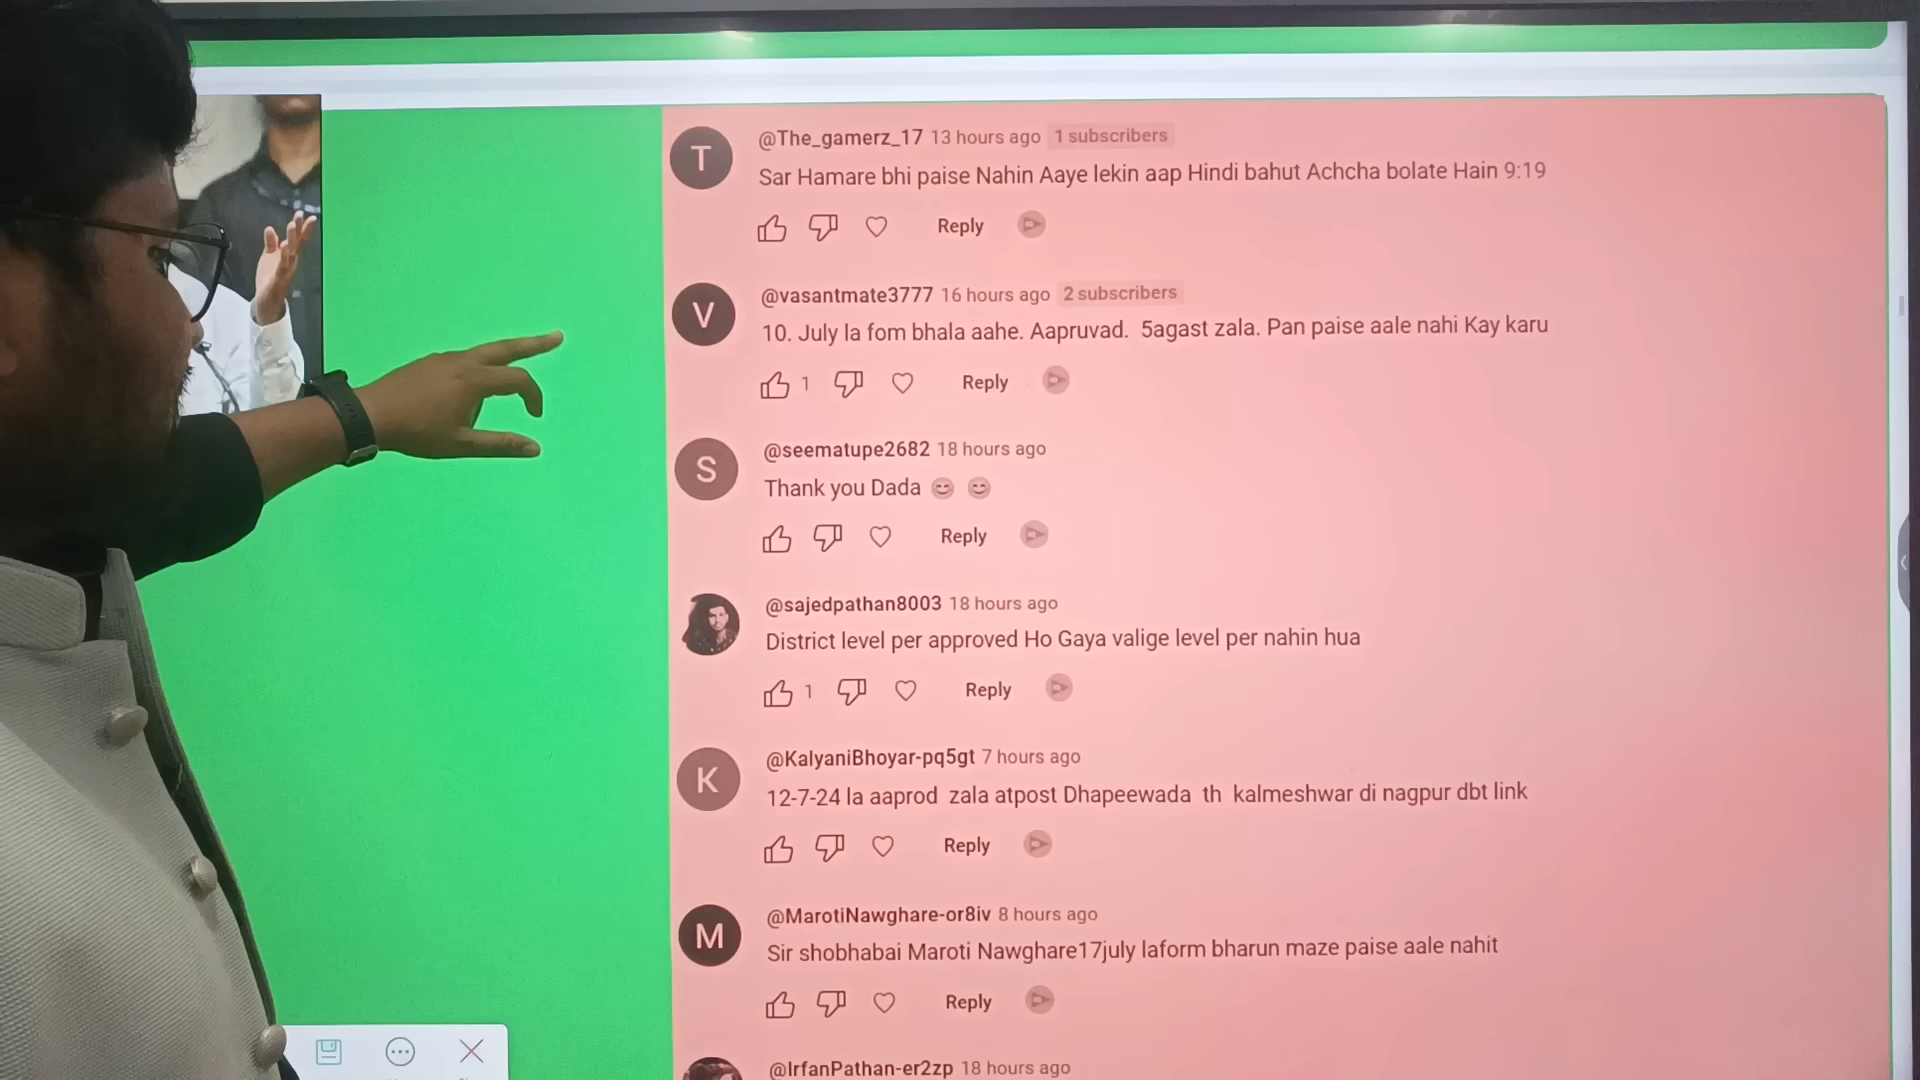 T
@The_gamerz_17 13 hours ago 1 subscribers
Sar Hamare bhi paise Nahin Aaye lekin aap Hindi bahut Achcha bolate Hain 9:19
Reply
V
@vasantmate3777 16 hours ago 2 subscribers
10. July la fom bhala aahe. Aapruvad. 5agast zala. Pan paise aale nahi Kay karu
1 Reply
S
@seematupe2682 18 hours ago
Thank you Dada 😊 😊
Reply
@sajedpathan8003 18 hours ago
District level per approved Ho Gaya valige level per nahin hua
1 Reply
K
@KalyaniBhoyar-pq5gt 7 hours ago
12-7-24 la aaprod zala atpost Dhapeewada th kalmeshwar di nagpur dbt link
Reply
M
@MarotiNawghare-or8iv 8 hours ago
Sir shobhabai Maroti Nawghare17july laform bharun maze paise aale nahit
Reply
@IrfanPathan-er2zp 18 hours ago